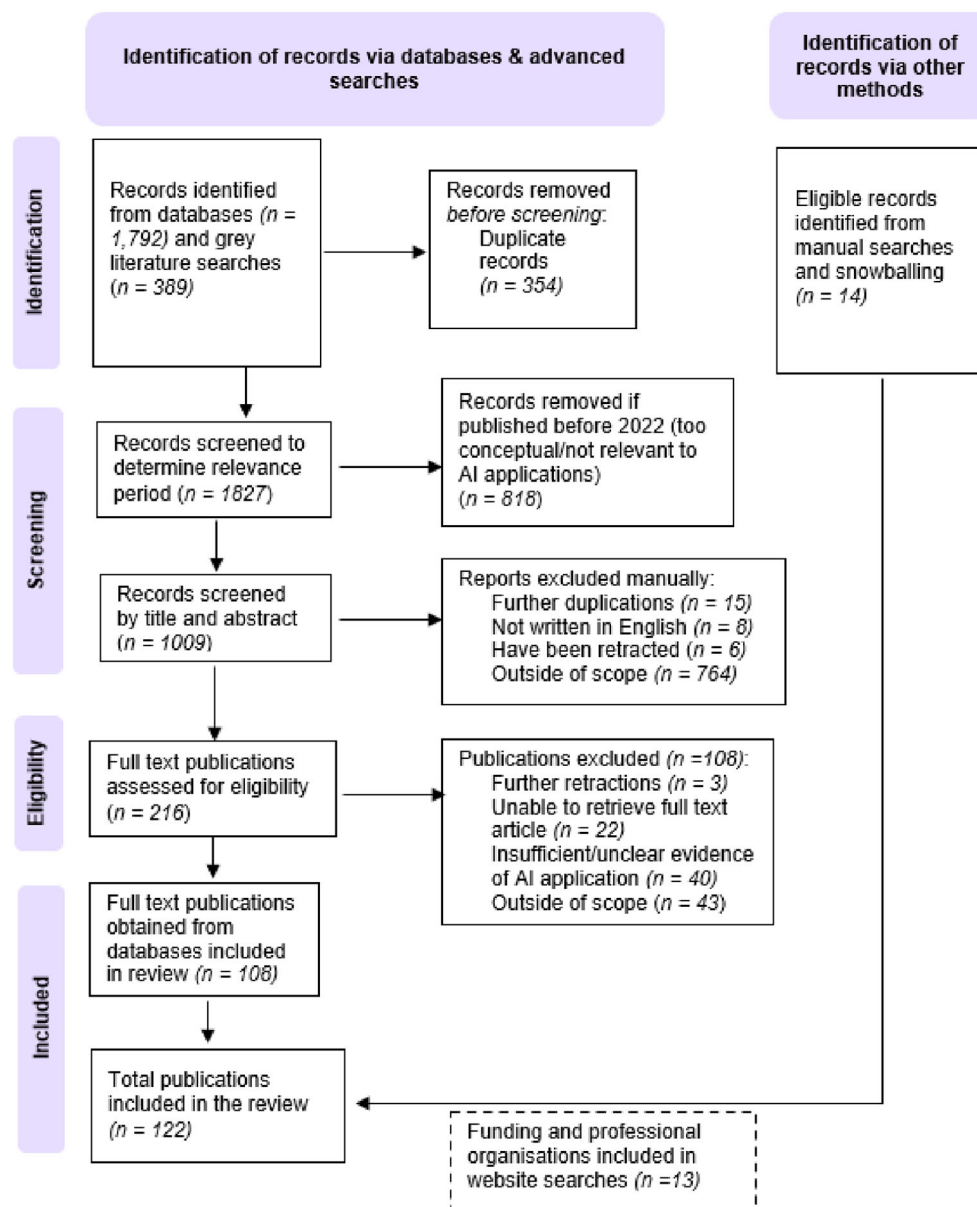 Identification of records via databases & advanced
searches
Identification of
records via other
methods
Identification
Records identified
from databases (n =
1,792) and grey
literature searches
(n = 389)
Records removed
before screening:
Duplicate
records
(n = 354)
Eligible records
identified from
manual searches
and snowballing
(n = 14)
Screening
Records screened to
determine relevance
period (n = 1827)
Records removed if
published before 2022 (too
conceptual/not relevant to
AI applications)
(n = 818)
Records screened
by title and abstract
(n = 1009)
Reports excluded manually:
Further duplications (n = 15)
Not written in English (n = 8)
Have been retracted (n = 6)
Outside of scope (n = 764)
Eligibility
Full text publications
assessed for eligibility
(n = 216)
Publications excluded (n =108):
Further retractions (n = 3)
Unable to retrieve full text
article (n = 22)
Insufficient/unclear evidence
of AI application (n = 40)
Outside of scope (n = 43)
Included
Full text publications
obtained from
databases included
in review (n = 108)
Total publications
included in the review
(n = 122)
Funding and professional
organisations included in
website searches (n =13)